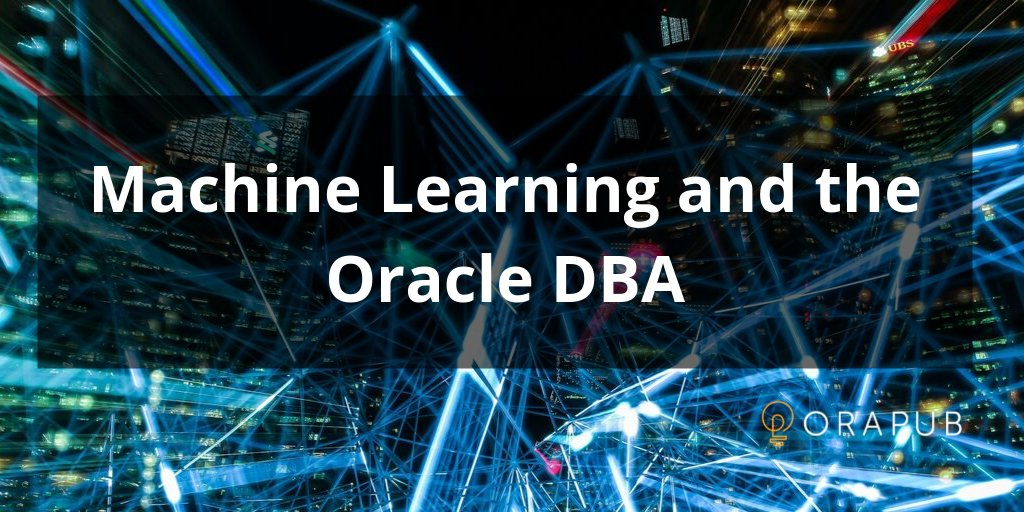 UBS
Machine Learning and the
Oracle DBA
ORAPUB